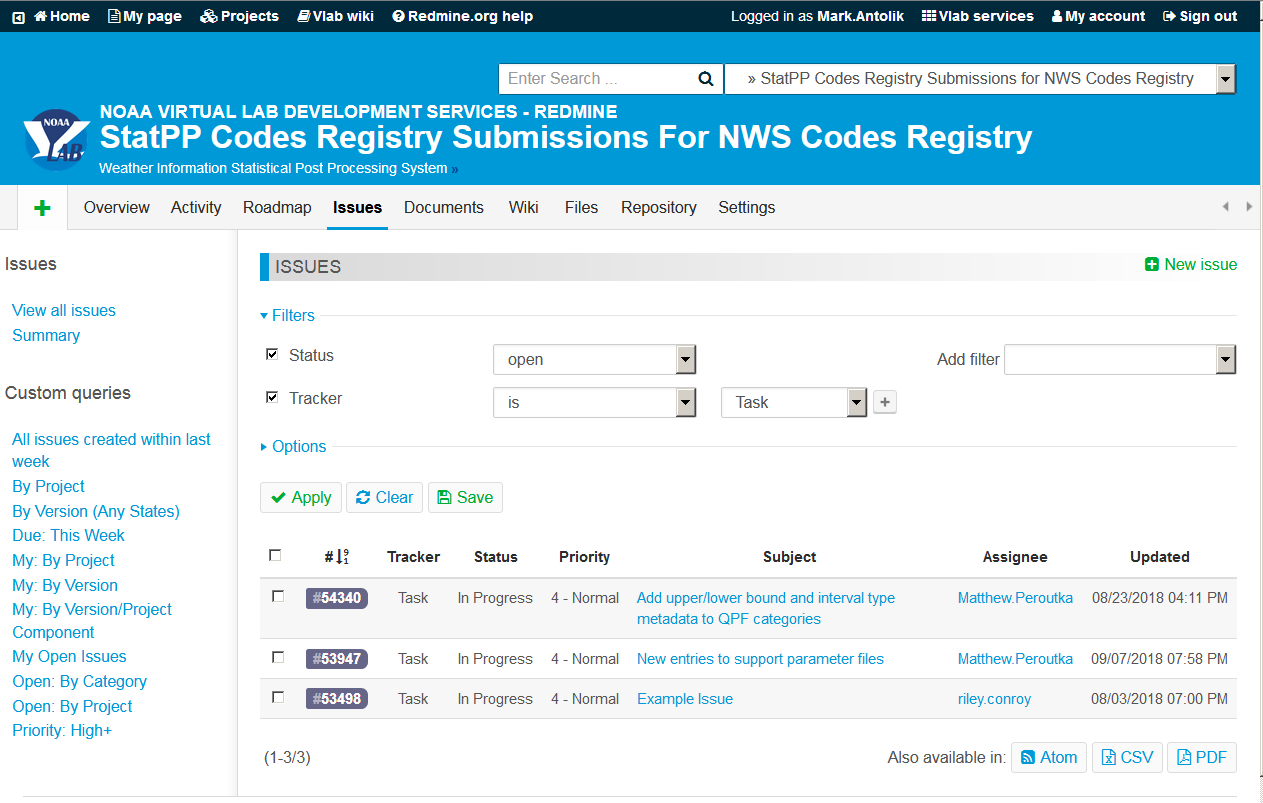 Home My page Projects Vlab wiki Redmine.org help Logged in as Mark.Antolik Vlab services My account Sign out
Enter Search ... » StatPP Codes Registry Submissions for NWS Codes Registry
NOAA
LAB
NOAA VIRTUAL LAB DEVELOPMENT SERVICES - REDMINE
StatPP Codes Registry Submissions For NWS Codes Registry
Weather Information Statistical Post Processing System »
+ Overview Activity Roadmap Issues Documents Wiki Files Repository Settings
Issues
View all issues
Summary
Custom queries
All issues created within last
week
By Project
By Version (Any States)
Due: This Week
My: By Project
My: By Version
My: By Version/Project
Component
My Open Issues
Open: By Category
Open: By Project
Priority: High+
ISSUES New issue
Filters
Status open Add filter
Tracker is Task +
Options
Apply Clear Save
# Tracker Status Priority Subject Assignee Updated
#54340 Task In Progress 4 - Normal Add upper/lower bound and interval type Matthew.Peroutka 08/23/2018 04:11 PM
metadata to QPF categories
#53947 Task In Progress 4 - Normal New entries to support parameter files Matthew.Peroutka 09/07/2018 07:58 PM
#53498 Task In Progress 4 - Normal Example Issue riley.conroy 08/03/2018 07:00 PM
(1-3/3) Also available in: Atom CSV PDF